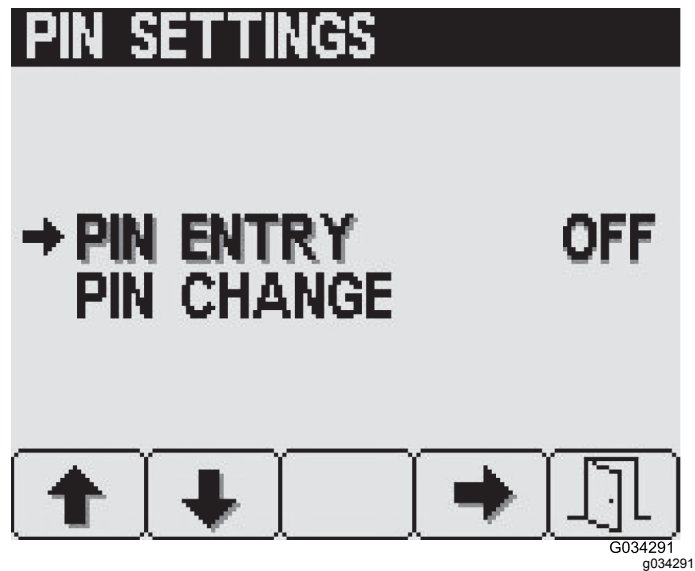 PIN SETTINGS
PIN ENTRY OFF
PIN CHANGE
G034291
g034291